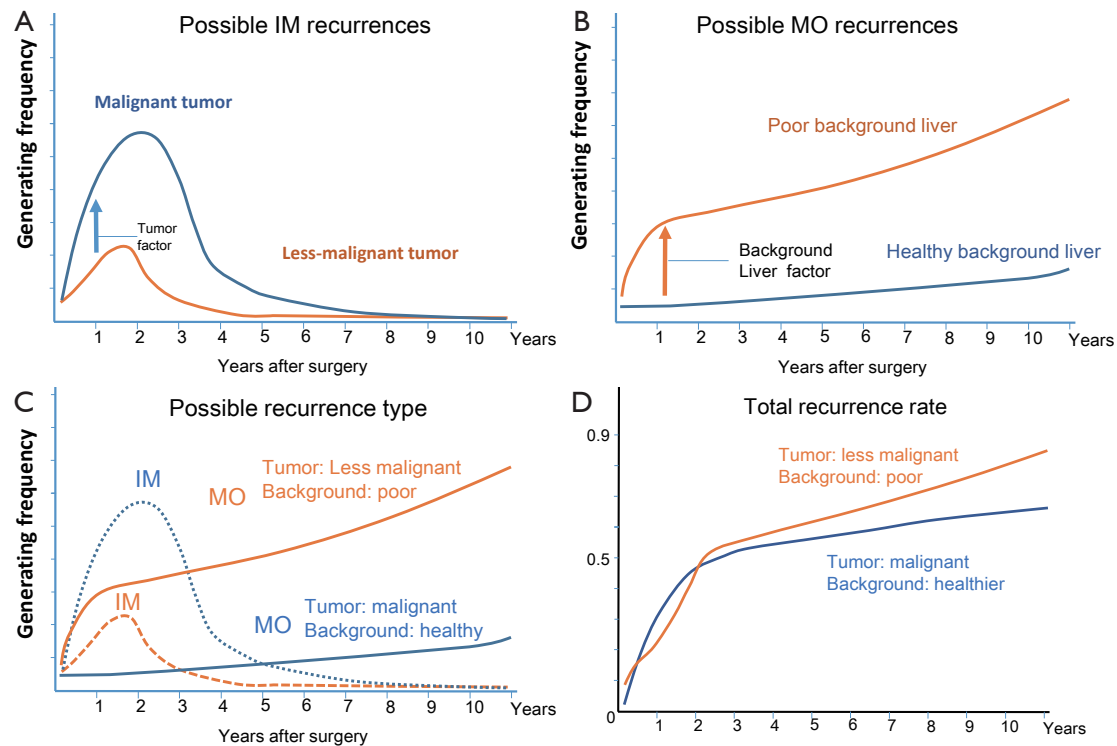 A
Possible IM recurrences
Generating frequency
Malignant tumor
Tumor
factor
Less-malignant tumor
1 2 3 4 5 6 7 8 9 10 Years
Years after surgery
B
Possible MO recurrences
Generating frequency
Poor background liver
Background
Liver factor
Healthy background liver
1 2 3 4 5 6 7 8 9 10 Years
Years after surgery
C
Possible recurrence type
Generating frequency
IM
MO
Tumor: Less malignant
Background: poor
IM
MO
Tumor: malignant
Background: healthy
1 2 3 4 5 6 7 8 9 10 Years
Years after surgery
D
Total recurrence rate
0.9
Tumor: less malignant
Background: poor
0.5
Tumor: malignant
Background: healthier
0
1 2 3 4 5 6 7 8 9 10 Years